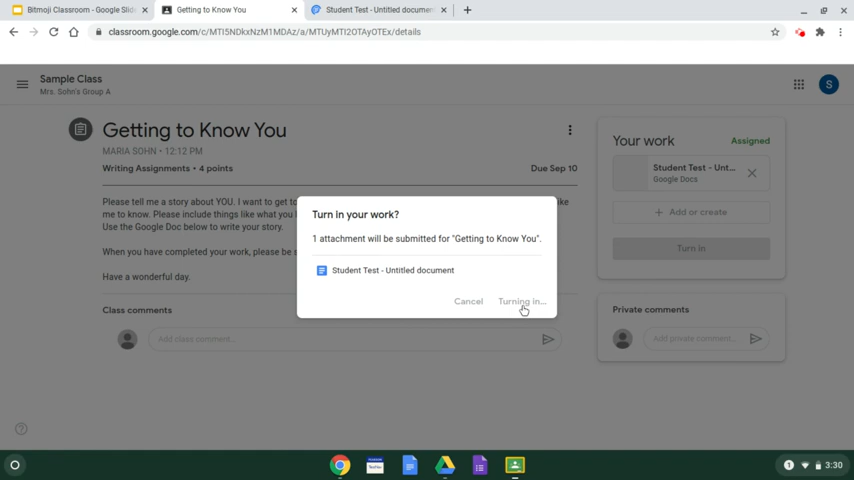 Bitmoji Classroom - Google Slide
Getting to Know You
Student Test - Untitled document
classroom.google.com/c/MTI5NDkxNzM1MDAz/a/MTUyMTI2OTAyOTEx/details
Sample Class
Mrs. Sohn's Group A
S
Getting to Know You
MARIA SOHN • 12:12 PM
Writing Assignments • 4 points
Due Sep 10
Please tell me a story about YOU. I want to get to
like
me to know. Please include things like what you
Use the Google Doc below to write your story.
When you have completed your work, please be s
Have a wonderful day.
Class comments
Add class comment...
Your work
Assigned
Student Test - Unt...
Google Docs
Add or create
Turn in
Private comments
Add private comment...
Turn in your work?
1 attachment will be submitted for "Getting to Know You".
Student Test - Untitled document
Cancel
Turning in...
1
3:30